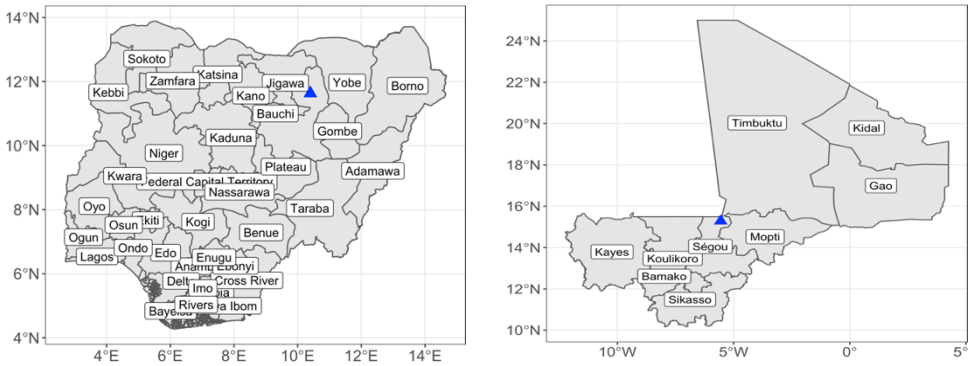 14°N
12°N
10°N
8°N
6°N
4°N
Sokoto
Zamfara
Katsina
Jigawa
Yobe
Borno
Kebbi
Kano
Bauchi
Gombe
Kaduna
Niger
Plateau
Adamawa
Kwara
Federal Capital Territory
Nassarawa
Oyo
Taraba
Osun
Kogi
Ogun
Benue
Lagos
Ondo
Edo
Enugu
Ebonyi
Delta
Imo
Cross River
Rivers
4°E
6°E
8°E
10°E
12°E
14°E
24°N
22°N
20°N
18°N
16°N
14°N
12°N
10°N
Timbuktu
Kidal
Gao
Kayes
Ségou
Mopti
Koulikoro
Bamako
Sikasso
10°W
5°W
0°